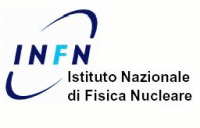 INFN
Istituto Nazionale
di Fisica Nucleare